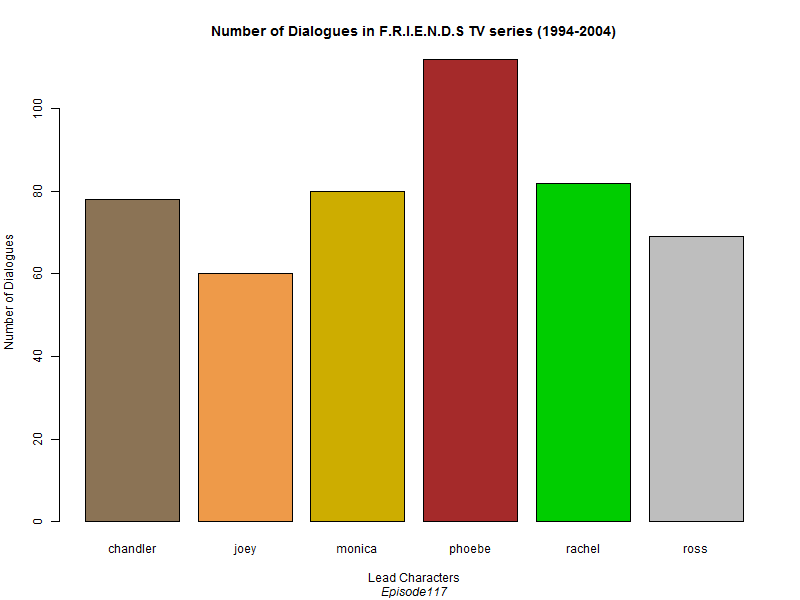 Number of Dialogues in F.R.I.E.N.D.S TV series (1994-2004)
Number of Dialogues
100
80
60
40
20
0
chandler joey monica phoebe rachel ross
Lead Characters
Episode117